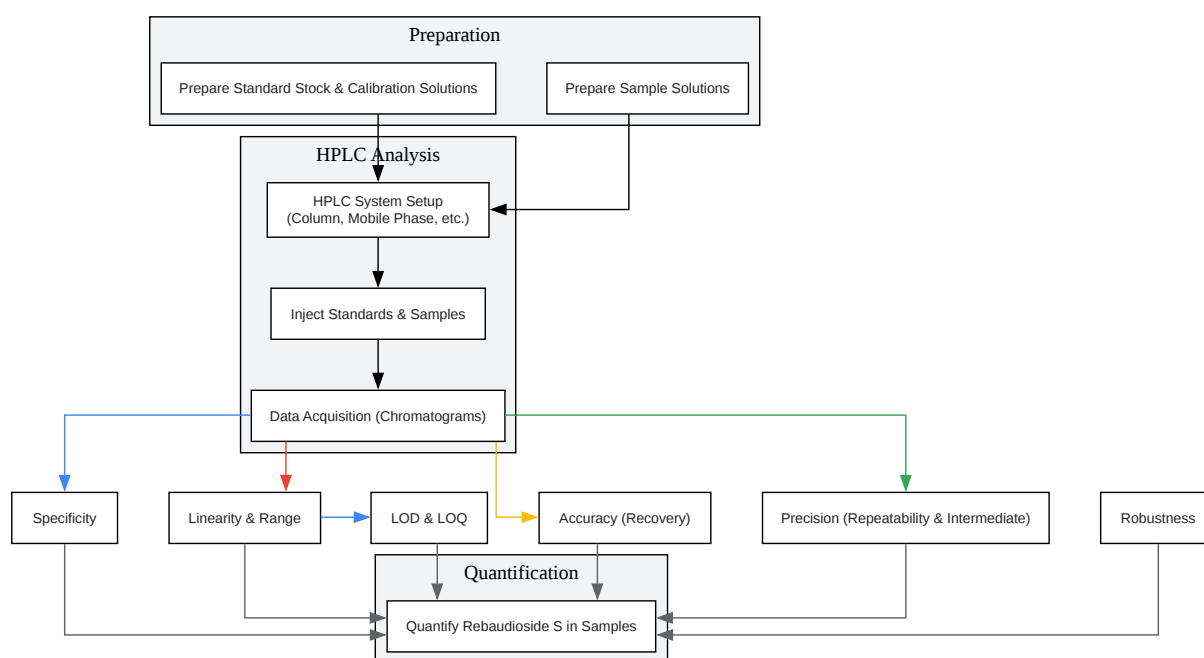 Preparation
Prepare Standard Stock & Calibration Solutions
Prepare Sample Solutions
HPLC Analysis
HPLC System Setup
(Column, Mobile Phase, etc.)
Inject Standards & Samples
Data Acquisition (Chromatograms)
Specificity
Linearity & Range
LOD & LOQ
Accuracy (Recovery)
Precision (Repeatability & Intermediate)
Robustness
Quantification
Quantify Rebaudioside S in Samples